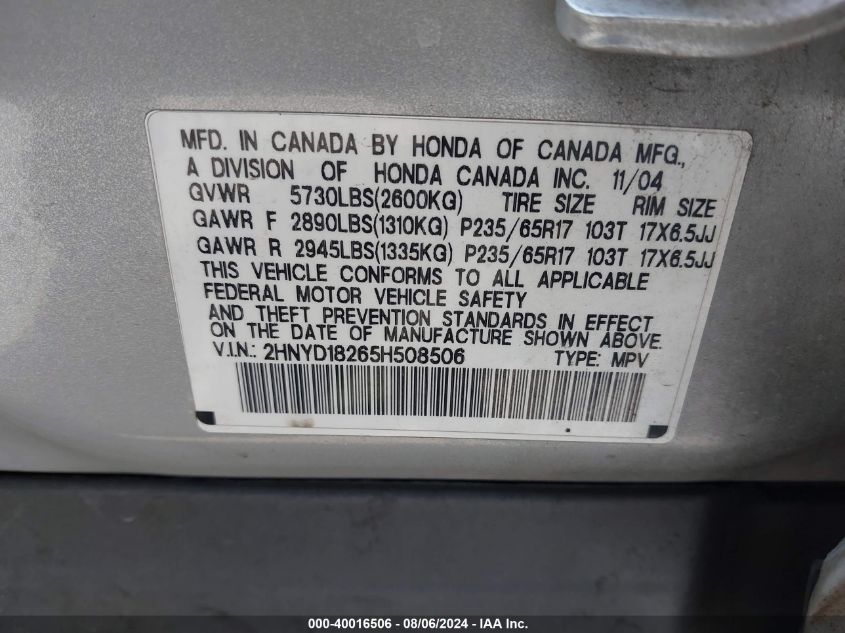 MFD. IN CANADA BY HONDA OF CANADA MFG.,
A DIVISION OF HONDA CANADA INC. 11/04
GVWR 5730LBS(2600KG) TIRE SIZE RIM SIZE
GAWR F 2890LBS(1310KG) P235/65R17 103T 17X6.5JJ
GAWR R 2945LBS(1335KG) P235/65R17 103T 17X6.5JJ
THIS VEHICLE CONFORMS TO ALL APPLICABLE
FEDERAL MOTOR VEHICLE SAFETY
AND THEFT PREVENTION STANDARDS IN EFFECT
ON THE DATE OF MANUFACTURE SHOWN ABOVE.
V.I.N.: 2HNYD18265H508506 TYPE: MPV
000-40016506 - 08/06/2024 - IAA Inc.